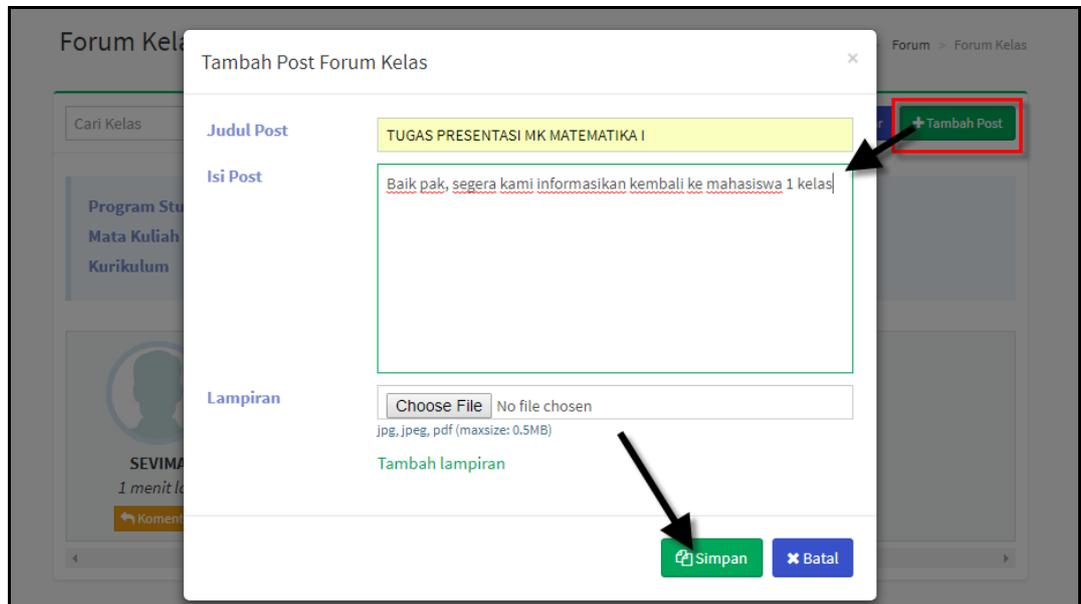 Forum Kela
Forum > Forum Kelas
Tambah Post Forum Kelas
×
Cari Kelas
r
+Tambah Post
Judul Post
TUGAS PRESENTASI MK MATEMATIKA I
Isi Post
Baik pak, segera kami informasikan kembali ke mahasiswa 1 kelas
Program Stu
Mata Kuliah
Kurikulum
Lampiran
Choose File No file chosen
jpg, jpeg, pdf (maxsize: 0.5MB)
Tambah lampiran
SEVIMA
1 menit la
Koment
Simpan
Batal